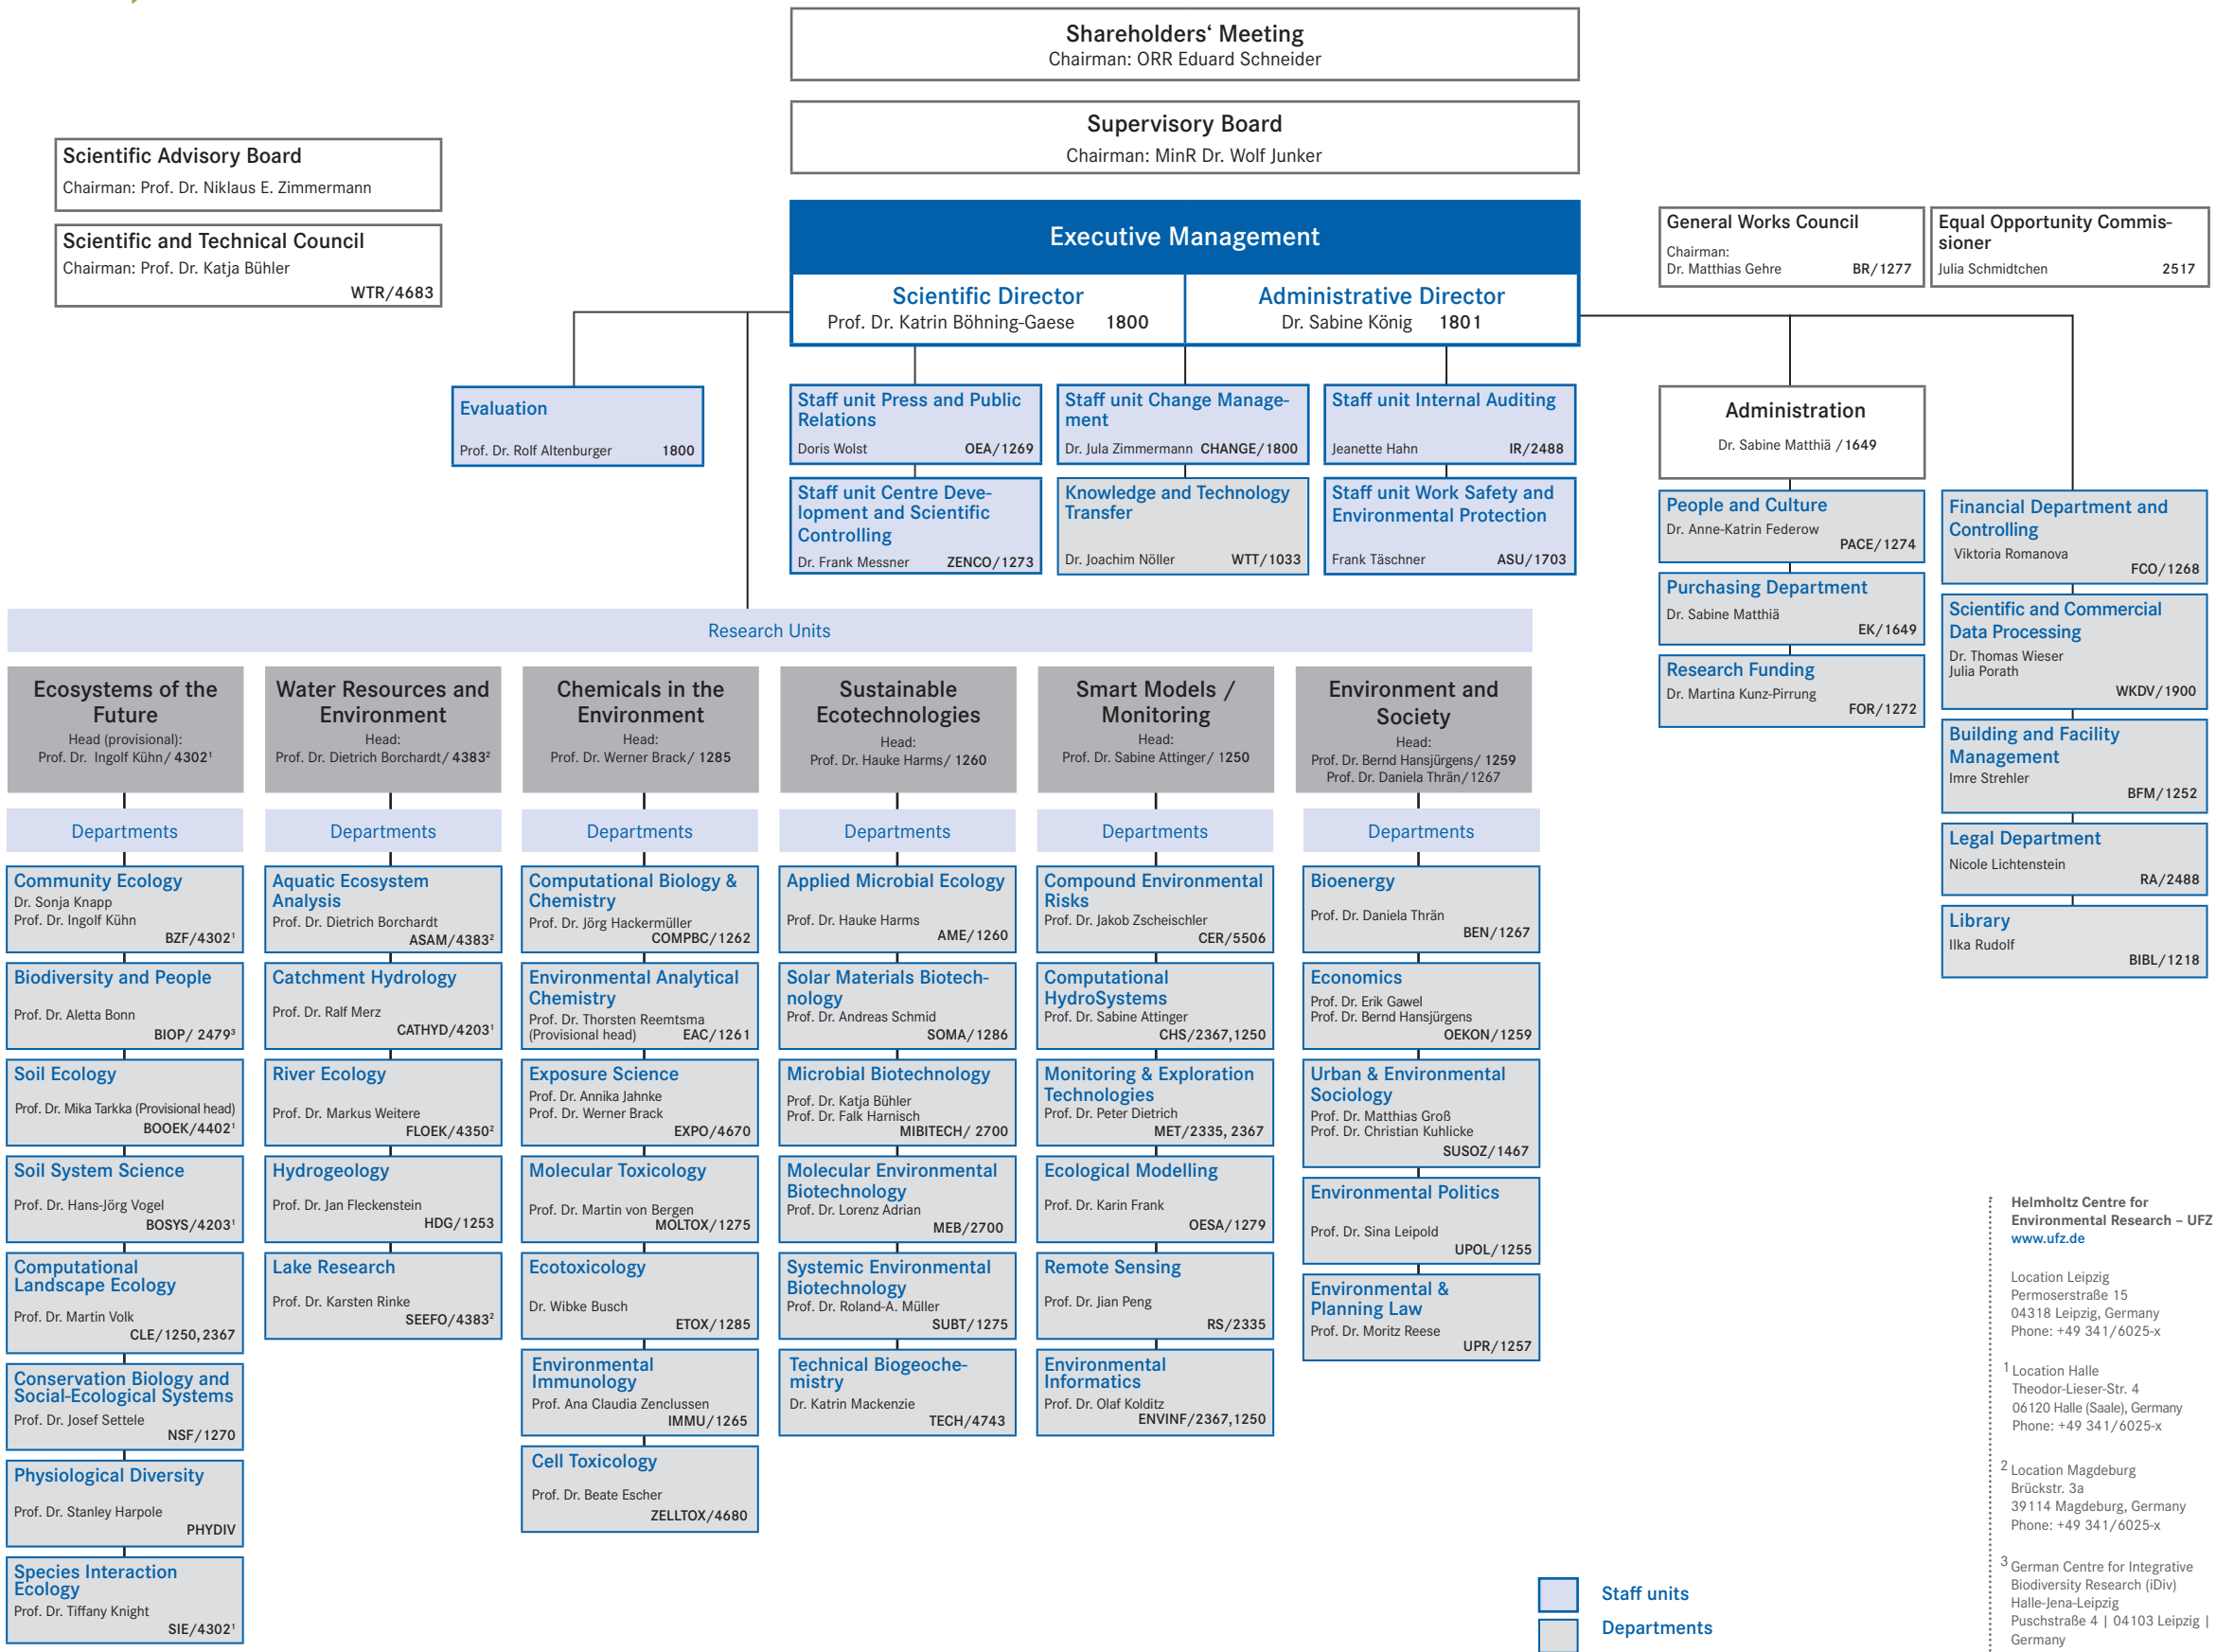 Shareholders‘ Meeting
Chairman: ORR Eduard Schneider
Supervisory Board
Chairman: MinR Dr. Wolf Junker
Scientific Advisory Board
Chairman: Prof. Dr. Niklaus E. Zimmermann
Scientific and Technical Council
Chairman: Prof. Dr. Katja Bühler
WTR/4683
Executive Management
Scientific Director
Prof. Dr. Katrin Böhning-Gaese 1800
Administrative Director
Dr. Sabine König 1801
General Works Council
Chairman:
Dr. Matthias Gehre BR/1277
Equal Opportunity Commis-
sioner
Julia Schmidtchen 2517
Evaluation
Prof. Dr. Rolf Altenburger 1800
Staff unit Press and Public
Relations
Doris Wolst OEA/1269
Staff unit Change Manage-
ment
Dr. Jula Zimmermann CHANGE/1800
Staff unit Internal Auditing
Jeanette Hahn IR/2488
Staff unit Centre Deve-
lopment and Scientific
Controlling
Dr. Frank Messner ZENCO/1273
Knowledge and Technology
Transfer
Dr. Joachim Nöller WTT/1033
Staff unit Work Safety and
Environmental Protection
Frank Täschner ASU/1703
Administration
Dr. Sabine Matthiä / 1649
People and Culture
Dr. Anne-Katrin Federow
PACE/1274
Purchasing Department
Dr. Sabine Matthiä
EK/1649
Research Funding
Dr. Martina Kunz-Pirrung
FOR/1272
Financial Department and
Controlling
Viktoria Romanova
FCO/1268
Scientific and Commercial
Data Processing
Dr. Thomas Wieser
Julia Porath
WKDV/1900
Building and Facility
Management
Imre Strehler
BFM/1252
Legal Department
Nicole Lichtenstein
RA/2488
Library
Ilka Rudolf
BIBL/1218
Research Units
Ecosystems of the
Future
Head (provisional):
Prof. Dr. Ingolf Kühn/ 4302¹
Departments
Community Ecology
Dr. Sonja Knapp
Prof. Dr. Ingolf Kühn
BZF/4302¹
Biodiversity and People
Prof. Dr. Aletta Bonn
BIOP/ 2479³
Soil Ecology
Prof. Dr. Mika Tarkka (Provisional head)
BOOEK/4402¹
Soil System Science
Prof. Dr. Hans-Jörg Vogel
BOSYS/4203¹
Computational
Landscape Ecology
Prof. Dr. Martin Volk
CLE/1250, 2367
Conservation Biology and
Social-Ecological Systems
Prof. Dr. Josef Settele
NSF/1270
Physiological Diversity
Prof. Dr. Stanley Harpole
PHYDIV
Species Interaction
Ecology
Prof. Dr. Tiffany Knight
SIE/4302¹
Water Resources and
Environment
Head:
Prof. Dr. Dietrich Borchardt/ 4383²
Departments
Aquatic Ecosystem
Analysis
Prof. Dr. Dietrich Borchardt
ASAM/4383²
Catchment Hydrology
Prof. Dr. Ralf Merz
CATHYD/4203¹
River Ecology
Prof. Dr. Markus Weitere
FLOEK/4350²
Hydrogeology
Prof. Dr. Jan Fleckenstein
HDG/1253
Lake Research
Prof. Dr. Karsten Rinke
SEEFO/4383²
Chemicals in the
Environment
Head:
Prof. Dr. Werner Brack/ 1285
Departments
Computational Biology &
Chemistry
Prof. Dr. Jörg Hackermüller
COMPBC/1262
Environmental Analytical
Chemistry
Prof. Dr. Thorsten Reemtsma
(Provisional head) EAC/1261
Exposure Science
Prof. Dr. Annika Jahnke
Prof. Dr. Werner Brack
EXPO/4670
Molecular Toxicology
Prof. Dr. Martin von Bergen
MOLTOX/1275
Ecotoxicology
Dr. Wibke Busch
ETOX/1285
Environmental
Immunology
Prof. Ana Claudia Zenclussen
IMMU/1265
Cell Toxicology
Prof. Dr. Beate Escher
ZELLTOX/4680
Sustainable
Ecotechnologies
Head:
Prof. Dr. Hauke Harms/ 1260
Departments
Applied Microbial Ecology
Prof. Dr. Hauke Harms
AME/1260
Solar Materials Biotech-
nology
Prof. Dr. Andreas Schmid
SOMA/1286
Microbial Biotechnology
Prof. Dr. Katja Bühler
Prof. Dr. Falk Harnisch
MIBITECH/ 2700
Molecular Environmental
Biotechnology
Prof. Dr. Lorenz Adrian
MEB/2700
Systemic Environmental
Biotechnology
Prof. Dr. Roland-A. Müller
SUBT/1275
Technical Biogeoche-
mistry
Dr. Katrin Mackenzie
TECH/4743
Smart Models /
Monitoring
Head:
Prof. Dr. Sabine Attinger/ 1250
Departments
Compound Environmental
Risks
Prof. Dr. Jakob Zscheischler
CER/5506
Computational
HydroSystems
Prof. Dr. Sabine Attinger
CHS/2367,1250
Monitoring & Exploration
Technologies
Prof. Dr. Peter Dietrich
MET/2335, 2367
Ecological Modelling
Prof. Dr. Karin Frank
OESA/1279
Remote Sensing
Prof. Dr. Jian Peng
RS/2335
Environmental
Informatics
Prof. Dr. Olaf Kolditz
ENVINF/2367,1250
Environment and
Society
Head:
Prof. Dr. Bernd Hansjürgens/ 1259
Prof. Dr. Daniela Thrän/1267
Departments
Bioenergy
Prof. Dr. Daniela Thrän
BEN/1267
Economics
Prof. Dr. Erik Gawel
Prof. Dr. Bernd Hansjürgens
OEKON/1259
Urban & Environmental
Sociology
Prof. Dr. Matthias Groß
Prof. Dr. Christian Kuhlicke
SUSOZ/1467
Environmental Politics
Prof. Dr. Sina Leipold
UPOL/1255
Environmental &
Planning Law
Prof. Dr. Moritz Reese
UPR/1257
Staff units
Departments
Helmholtz Centre for
Environmental Research – UFZ
www.ufz.de
Location Leipzig
Permoserstraße 15
04318 Leipzig, Germany
Phone: +49 341/6025-x
1 Location Halle
Theodor-Lieser-Str. 4
06120 Halle (Saale), Germany
Phone: +49 341/6025-x
2 Location Magdeburg
Brückstr. 3a
39114 Magdeburg, Germany
Phone: +49 341/6025-x
3 German Centre for Integrative
Biodiversity Research (iDiv)
Halle-Jena-Leipzig
Puschstraße 4 | 04103 Leipzig |
Germany